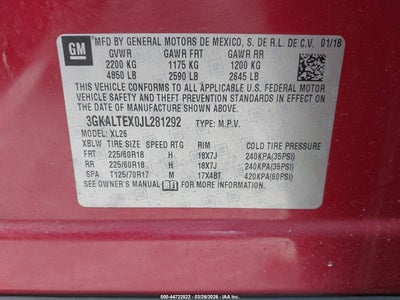 GM
MFD BY GENERAL MOTORS DE MEXICO, S. DE R.L. DE C.V. 01/18
GVWR GAWR FRT GAWR RR
2200 KG 1175 KG 1200 KG
4850 LB 2590 LB 2645 LB
THIS VEHICLE CONFORMS TO ALL APPLICABLE U.S. FEDERAL MOTOR
VEHICLE SAFETY, BUMPER, AND THEFT PREVENTION STANDARDS IN
EFFECT ON THE DATE OF MANUFACTURE SHOWN ABOVE.
3GKALTEX0JL281292 TYPE: M.P.V.
MODEL: XL26
XBLW TIRE SIZE SPEED RTG RIM COLD TIRE PRESSURE
FRT 225/60R18 H 18X7J 240KPA(35PSI)
RR 225/60R18 H 18X7J 240KPA(35PSI)
SPA T125/70R17 M 17X4BT 420KPA(60PSI)
SEE OWNER'S MANUAL FOR MORE INFORMATION.
000-44722522 - 03/26/2026 - IAA Inc.